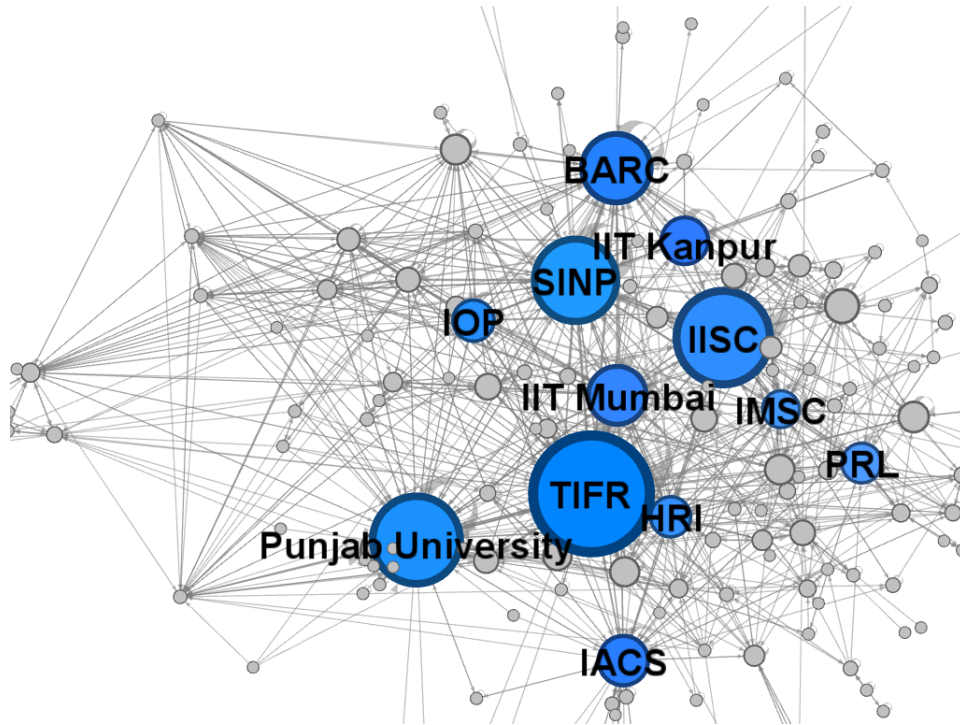 BARC
IIT Kanpur
SINP
IOP
IISC
IIT Mumbai
IMSC
PRL
TIFR
HRI
Punjab University
IACS